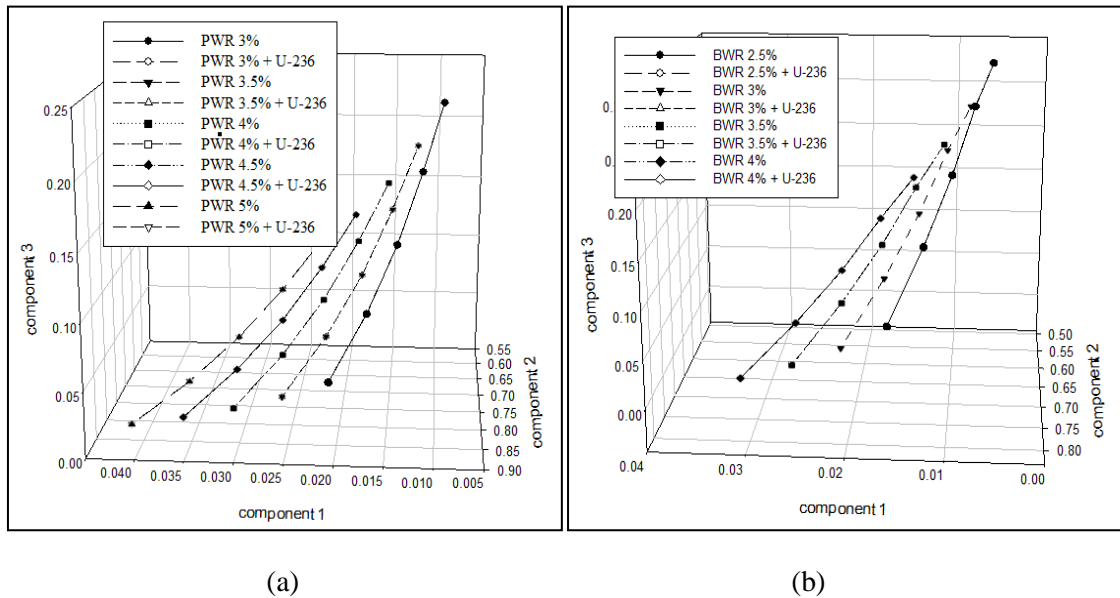 PWR 3%
PWR 3% + U-236
PWR 3.5%
PWR 3.5% + U-236
PWR 4%
PWR 4% + U-236
PWR 4.5%
PWR 4.5% + U-236
PWR 5%
PWR 5% + U-236
0.25
0.20
0.15
0.10
0.05
0.00
component 3
0.040
0.035
0.030
0.025
0.020
0.015
0.010
0.005
component 1
0.55
0.60
0.65
0.70
0.75
0.80
0.85
0.90
component 2
(a)
BWR 2.5%
BWR 2.5% + U-236
BWR 3%
BWR 3% + U-236
BWR 3.5%
BWR 3.5% + U-236
BWR 4%
BWR 4% + U-236
0.20
0.15
0.10
0.05
0.00
component 3
0.04
0.03
0.02
0.01
0.00
component 1
0.50
0.55
0.60
0.65
0.70
0.75
0.80
component 2
(b)